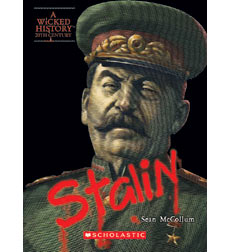 A
WICKED
HISTORY
20TH CENTURY
Stalin
Sean McCollum
SCHOLASTIC